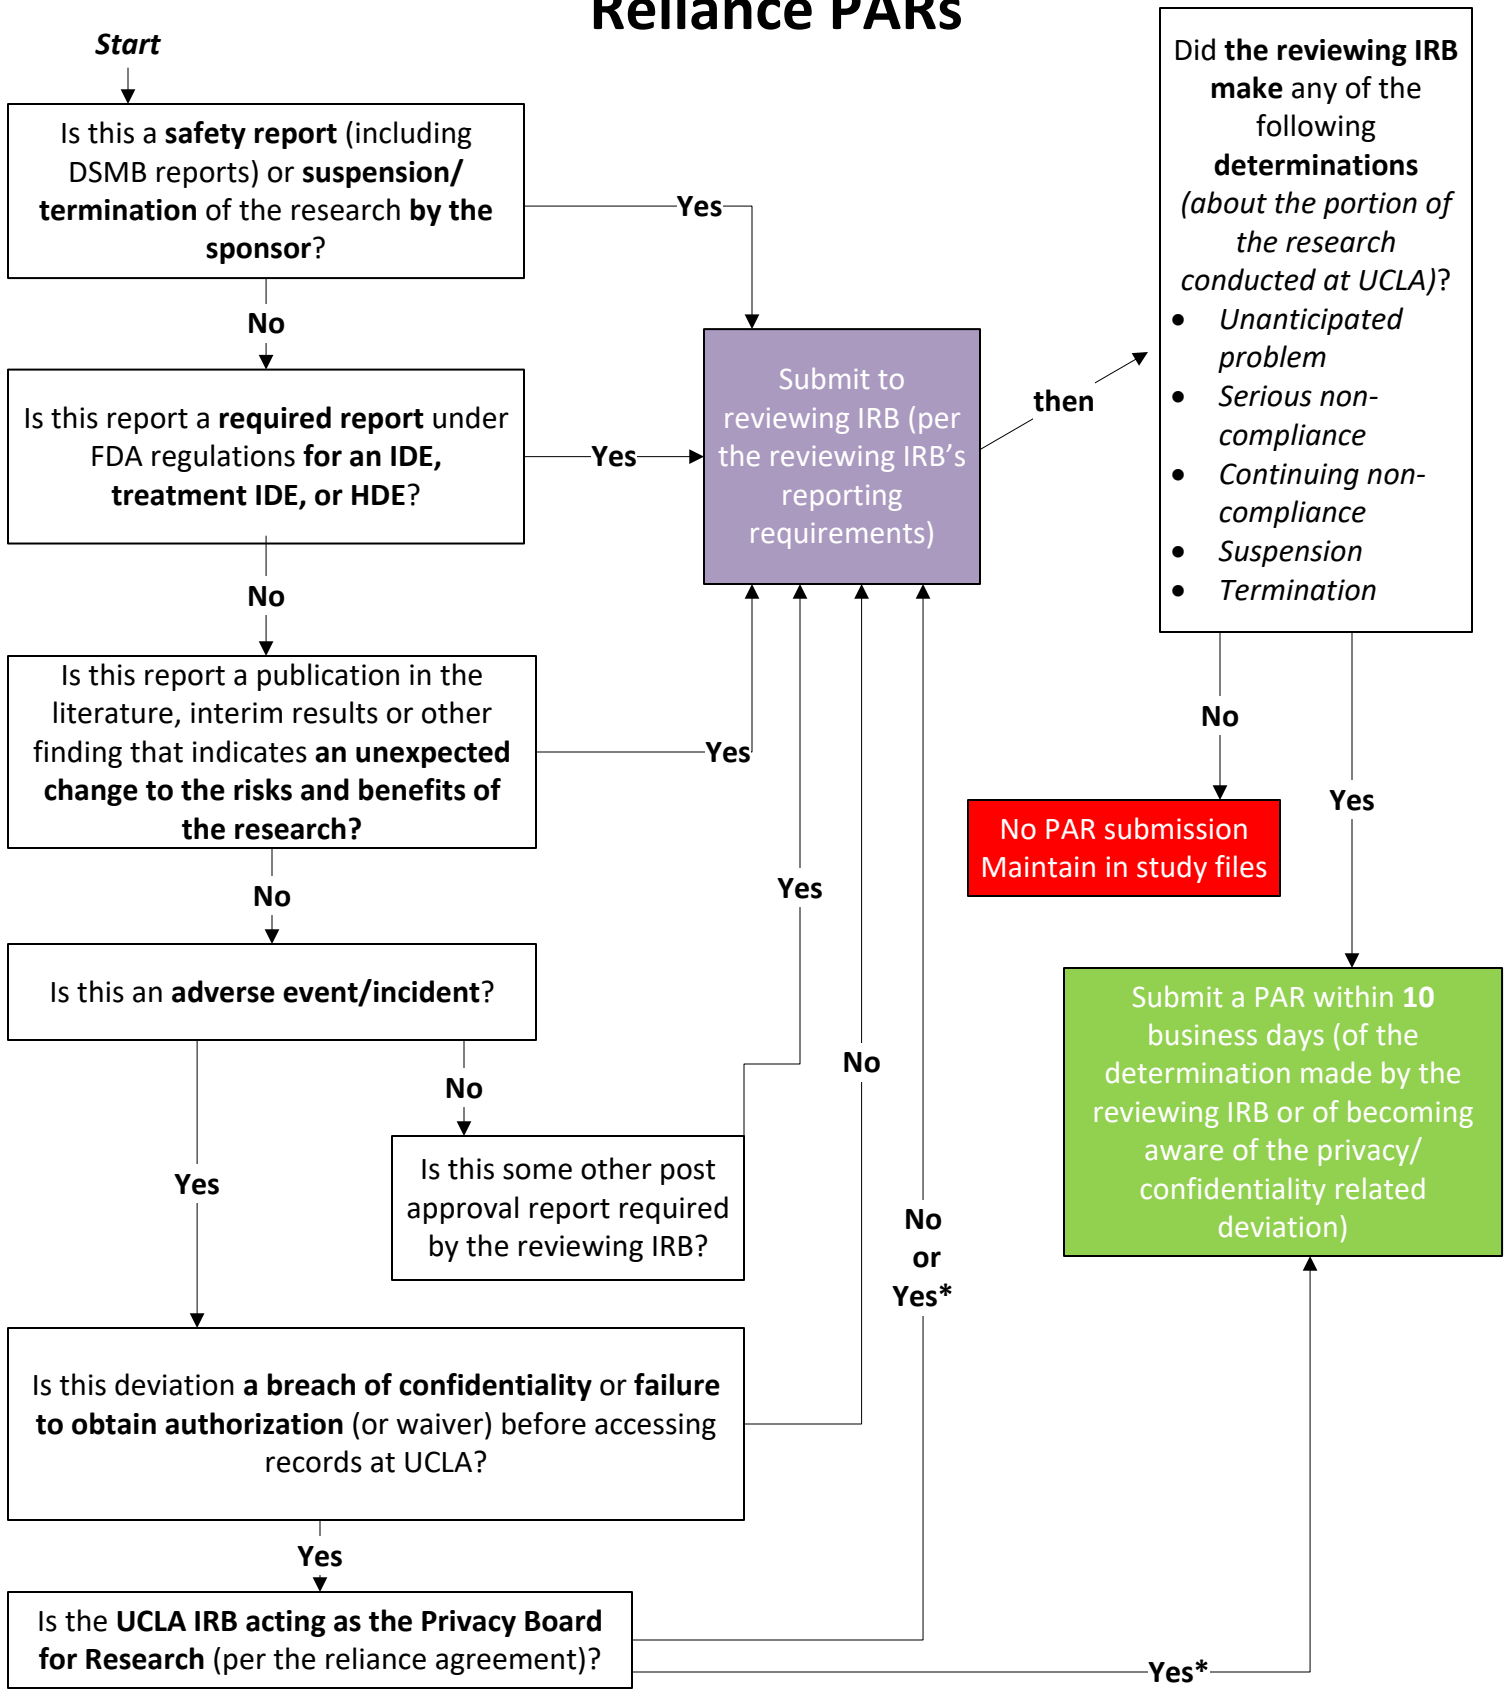 Reliance PARs
Start
Is this a safety report (including
DSMB reports) or suspension/
termination of the research by the
sponsor?
Yes
No
Is this report a required report under
FDA regulations for an IDE,
treatment IDE, or HDE?
Yes
No
Is this report a publication in the
literature, interim results or other
finding that indicates an unexpected
change to the risks and benefits of
the research?
Yes
No
Is this an adverse event/incident?
No
Yes
Is this some other post
approval report required
by the reviewing IRB?
Yes
Is this deviation a breach of confidentiality or failure
to obtain authorization (or waiver) before accessing
records at UCLA?
No
Yes
Is the UCLA IRB acting as the Privacy Board
for Research (per the reliance agreement)?
No
or
Yes*
Yes*
Submit to
reviewing IRB (per
the reviewing IRB’s
reporting
requirements)
then
Did the reviewing IRB
make any of the
following
determinations
(about the portion of
the research
conducted at UCLA)?
• Unanticipated
problem
• Serious non-
compliance
• Continuing non-
compliance
• Suspension
• Termination
No
Yes
No PAR submission
Maintain in study files
Submit a PAR within 10
business days (of the
determination made by the
reviewing IRB or of becoming
aware of the privacy/
confidentiality related
deviation)